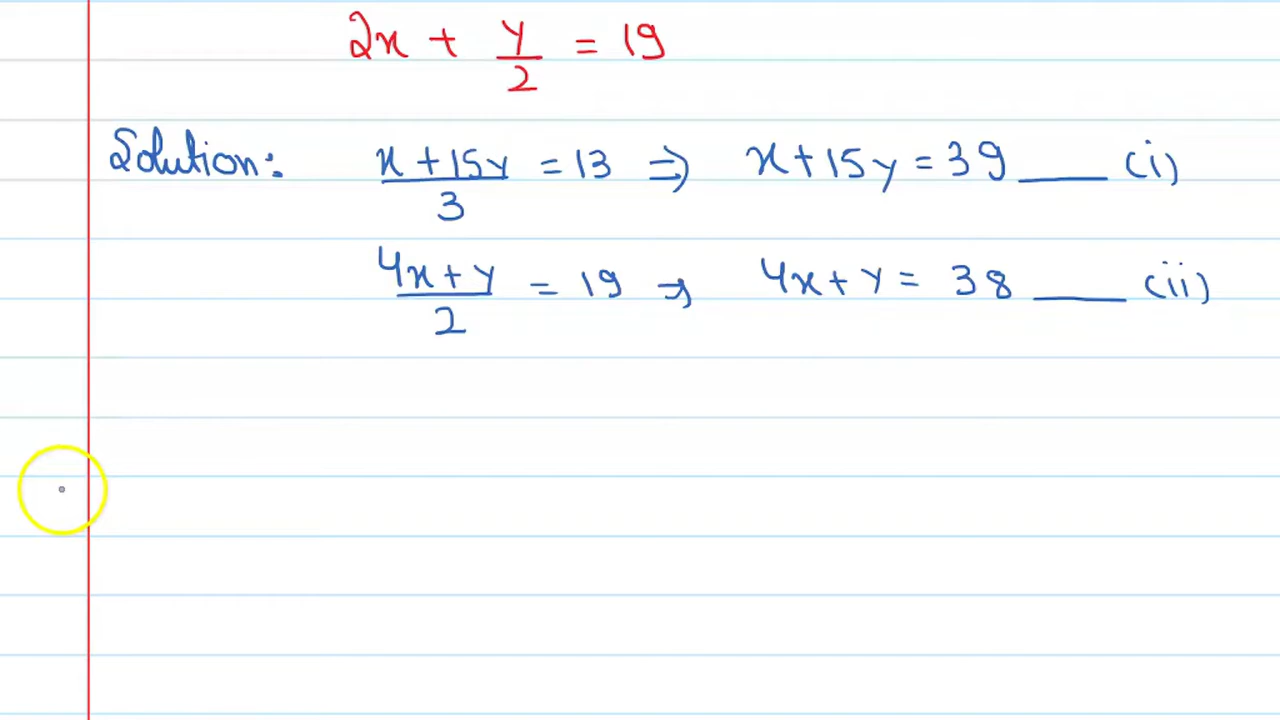 2x + y/2 = 19
Solution: x + 15y/3 = 13 ⇒ x + 15y = 39 ____ (i)
4x + y/2 = 19 ⇒ 4x + y = 38 ____ (ii)